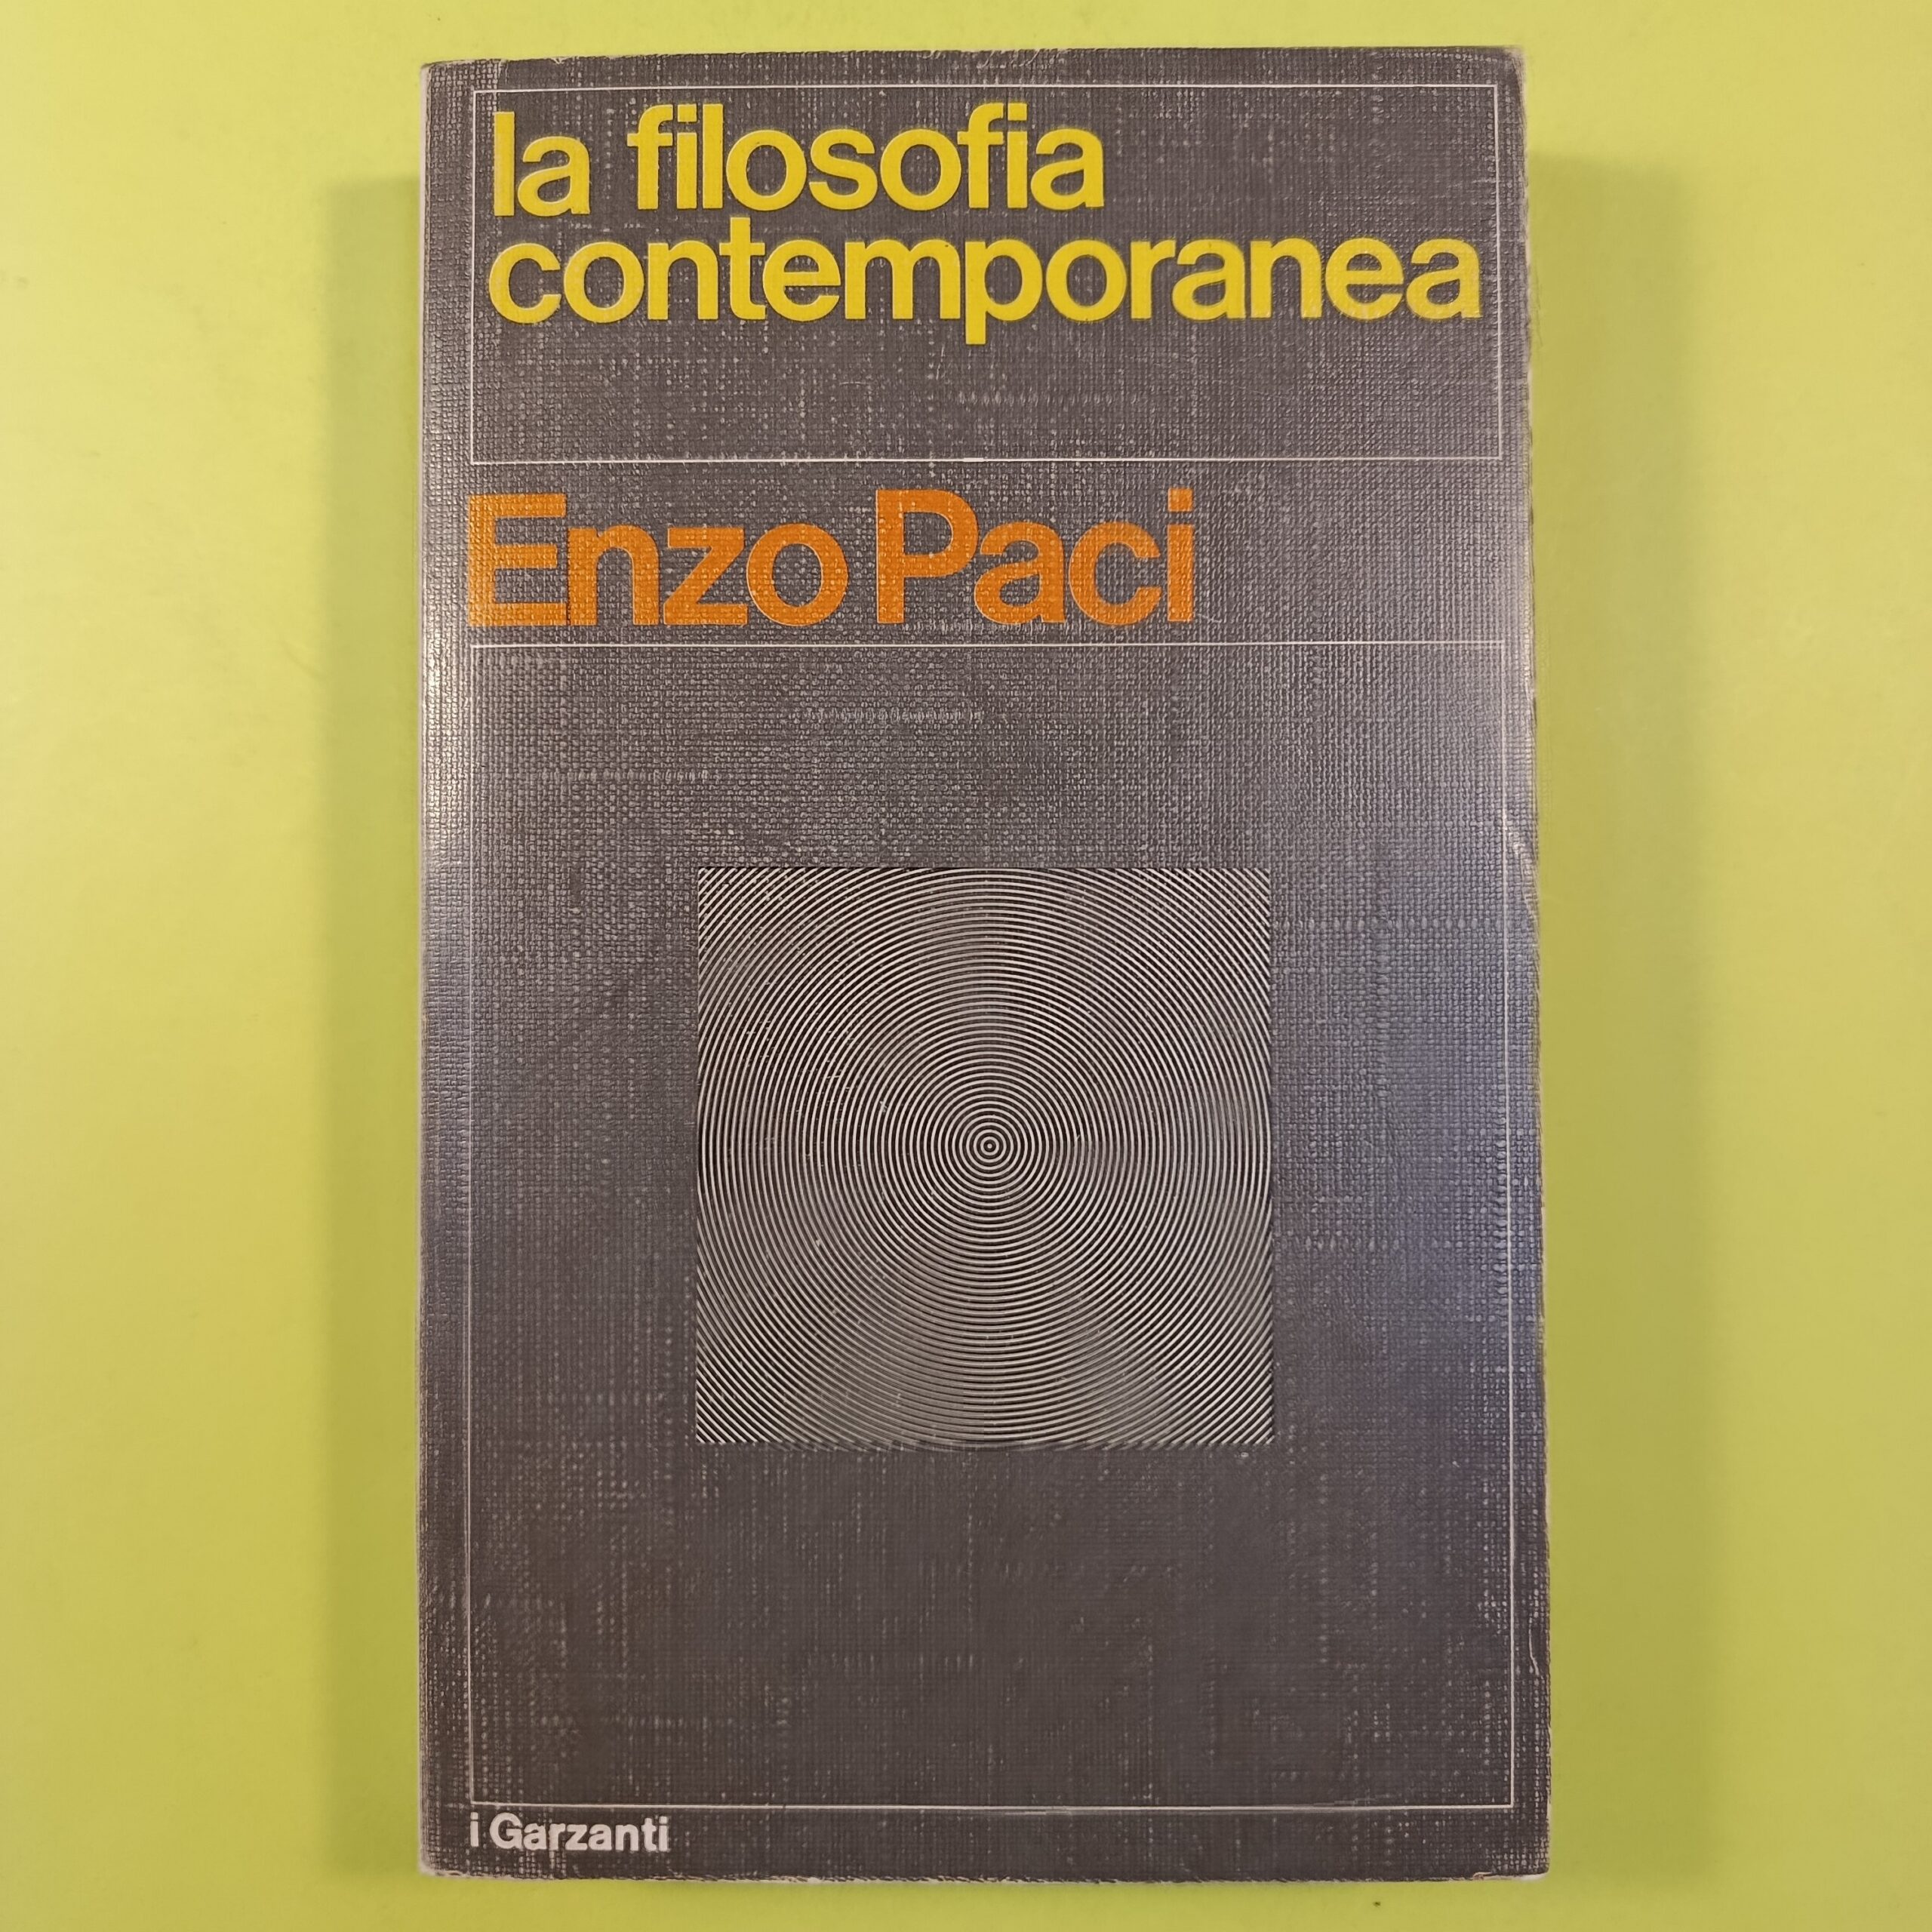 la filosofia
contemporanea
Enzo Paci
i Garzanti